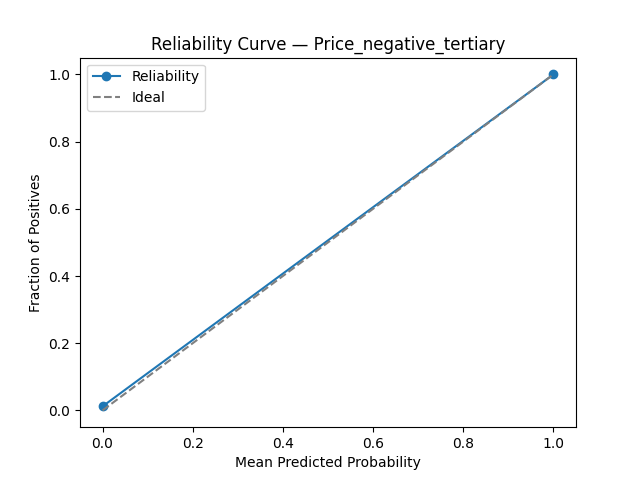 Reliability Curve — Price_negative_tertiary
Reliability
Ideal
1.0
0.8
0.6
0.4
0.2
0.0
Fraction of Positives
0.0 0.2 0.4 0.6 0.8 1.0
Mean Predicted Probability